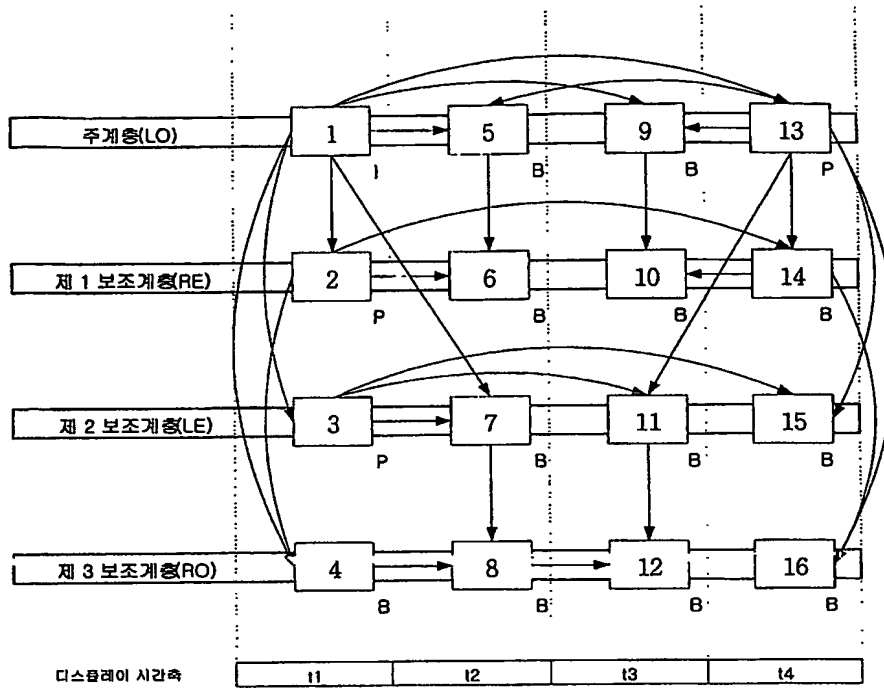 주계층(LO) 1 5 9 13
I B B P
제 1 보조계층(RE) 2 6 10 14
P B B B
제 2 보조계층(LE) 3 7 11 15
P B B B
제 3 보조계층(RO) 4 8 12 16
B B B B
디스플레이 시간축 t1 t2 t3 t4